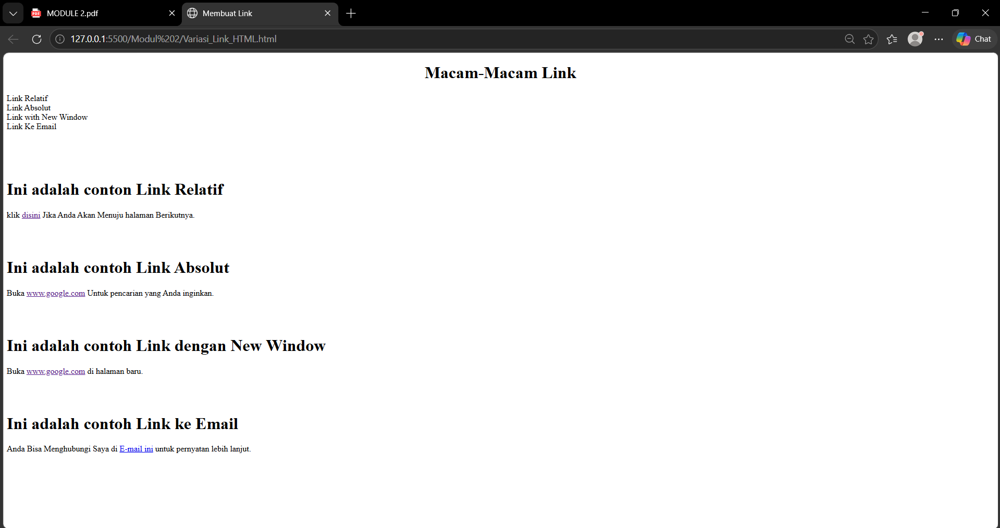 MODULE 2.pdf
Membuat Link
127.0.0.1:5500/Modul%202/Variasi_Link_HTML.html
Chat
Macam-Macam Link
Link Relatif
Link Absolut
Link with New Window
Link Ke Email
Ini adalah conton Link Relatif
klik disini Jika Anda Akan Menuju halaman Berikutnya.
Ini adalah contoh Link Absolut
Buka www.google.com Untuk pencarian yang Anda inginkan.
Ini adalah contoh Link dengan New Window
Buka www.google.com di halaman baru.
Ini adalah contoh Link ke Email
Anda Bisa Menghubungi Saya di E-mail ini untuk pernyatan lebih lanjut.